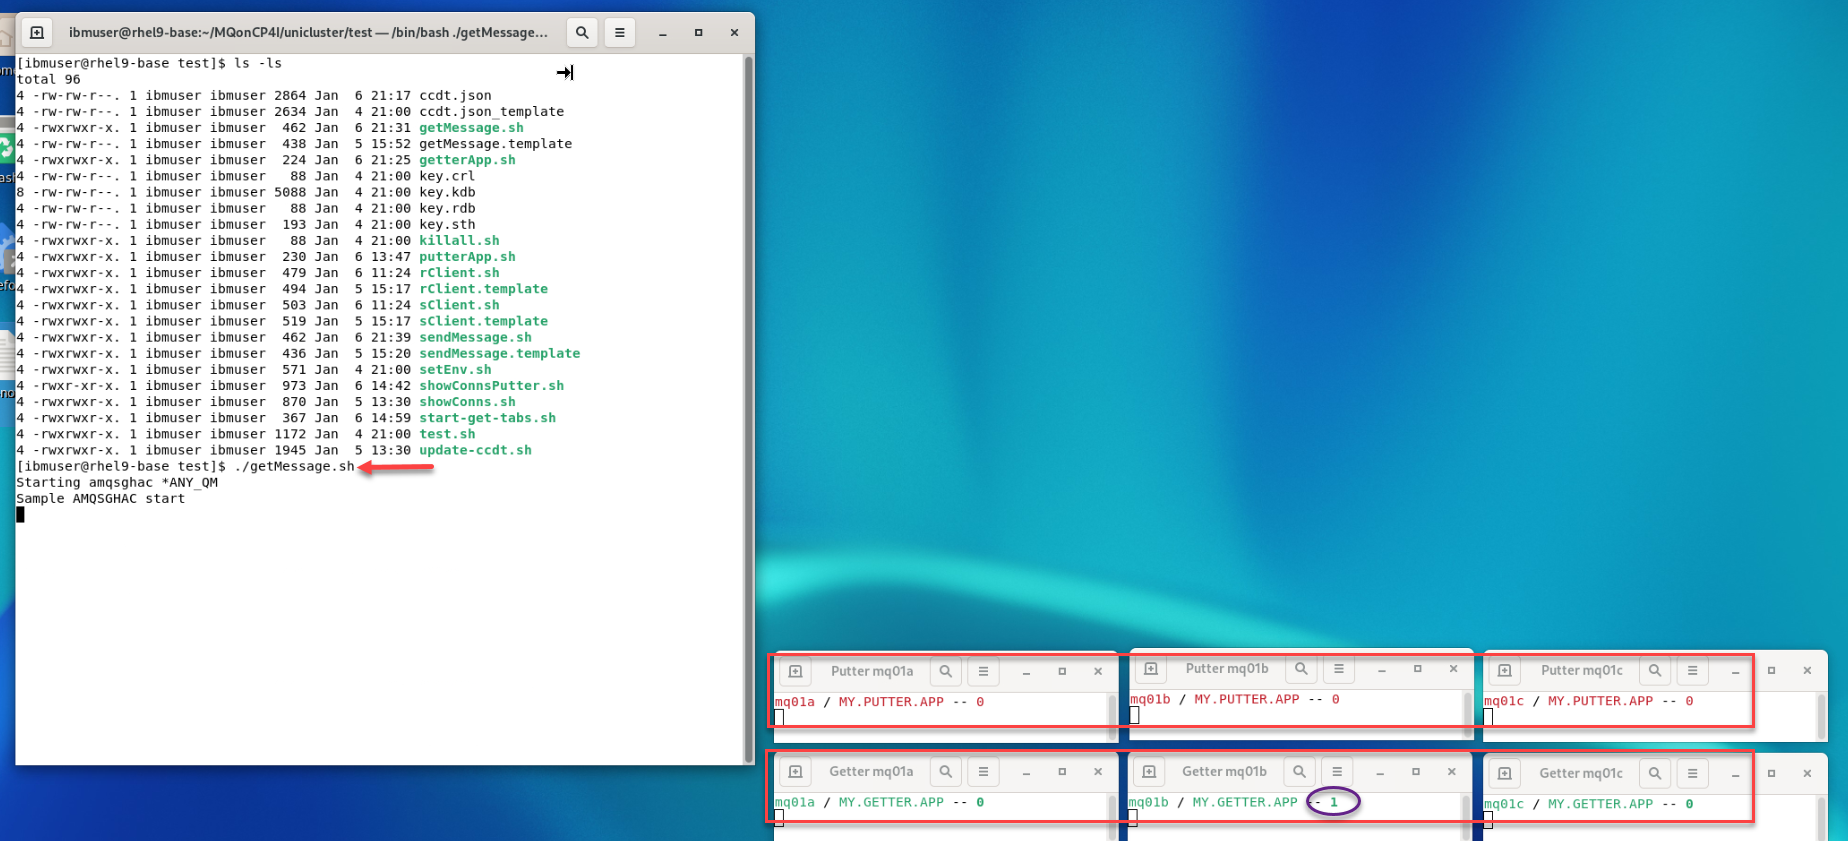 ibmuser@rhel9-base:~/MQonCP4I/unicluster/test — /bin/bash ./getMessage...
[ibmuser@rhel9-base test]$ ls -ls
total 96
4 -rw-rw-r--. 1 ibmuser ibmuser 2864 Jan  6 21:17 ccdt.json
4 -rw-rw-r--. 1 ibmuser ibmuser 2634 Jan  4 21:00 ccdt.json_template
4 -rwxrwxr-x. 1 ibmuser ibmuser  462 Jan  6 21:31 getMessage.sh
4 -rw-rw-r--. 1 ibmuser ibmuser  438 Jan  5 15:52 getMessage.template
4 -rwxrwxr-x. 1 ibmuser ibmuser  224 Jan  6 21:25 getterApp.sh
4 -rw-rw-r--. 1 ibmuser ibmuser   88 Jan  4 21:00 key.crl
8 -rw-rw-r--. 1 ibmuser ibmuser 5088 Jan  4 21:00 key.kdb
4 -rw-rw-r--. 1 ibmuser ibmuser   88 Jan  4 21:00 key.rdb
4 -rw-rw-r--. 1 ibmuser ibmuser  193 Jan  4 21:00 key.sth
4 -rwxrwxr-x. 1 ibmuser ibmuser   88 Jan  4 21:00 killall.sh
4 -rwxrwxr-x. 1 ibmuser ibmuser  230 Jan  6 13:47 putterApp.sh
4 -rwxrwxr-x. 1 ibmuser ibmuser  479 Jan  6 11:24 rClient.sh
4 -rwxrwxr-x. 1 ibmuser ibmuser  494 Jan  5 15:17 rClient.template
4 -rwxrwxr-x. 1 ibmuser ibmuser  503 Jan  6 11:24 sClient.sh
4 -rwxrwxr-x. 1 ibmuser ibmuser  519 Jan  5 15:17 sClient.template
4 -rwxrwxr-x. 1 ibmuser ibmuser  462 Jan  6 21:39 sendMessage.sh
4 -rwxrwxr-x. 1 ibmuser ibmuser  436 Jan  5 15:20 sendMessage.template
4 -rwxrwxr-x. 1 ibmuser ibmuser  571 Jan  4 21:00 setEnv.sh
4 -rwxr-xr-x. 1 ibmuser ibmuser  973 Jan  6 14:42 showConnsPutter.sh
4 -rwxrwxr-x. 1 ibmuser ibmuser  870 Jan  5 13:30 showConns.sh
4 -rwxrwxr-x. 1 ibmuser ibmuser  367 Jan  6 14:59 start-get-tabs.sh
4 -rwxrwxr-x. 1 ibmuser ibmuser 1172 Jan  4 21:00 test.sh
4 -rwxrwxr-x. 1 ibmuser ibmuser 1945 Jan  5 13:30 update-ccdt.sh
[ibmuser@rhel9-base test]$ ./getMessage.sh
Starting amqsghac *ANY_QM
Sample AMQSGHAC start
Putter mq01a
mq01a / MY.PUTTER.APP -- 0
Putter mq01b
mq01b / MY.PUTTER.APP -- 0
Putter mq01c
mq01c / MY.PUTTER.APP -- 0
Getter mq01a
mq01a / MY.GETTER.APP -- 0
Getter mq01b
mq01b / MY.GETTER.APP -- 1
Getter mq01c
mq01c / MY.GETTER.APP -- 0